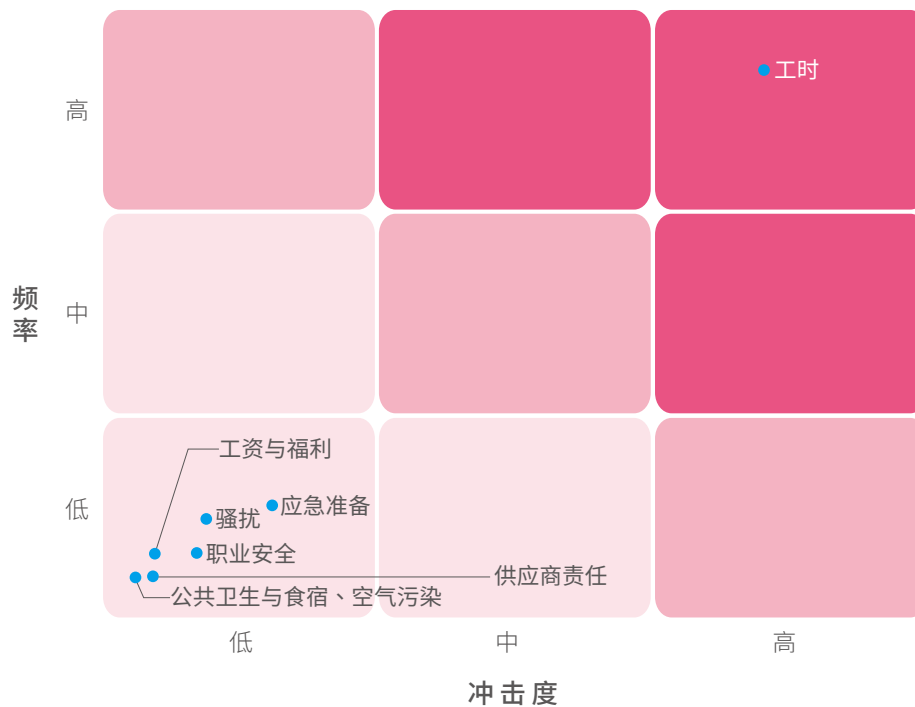 工时
高
频率
中
工资与福利
应急准备
骚扰
低
职业安全
供应商责任
公共卫生与食宿、空气污染
低
中
高
冲击度